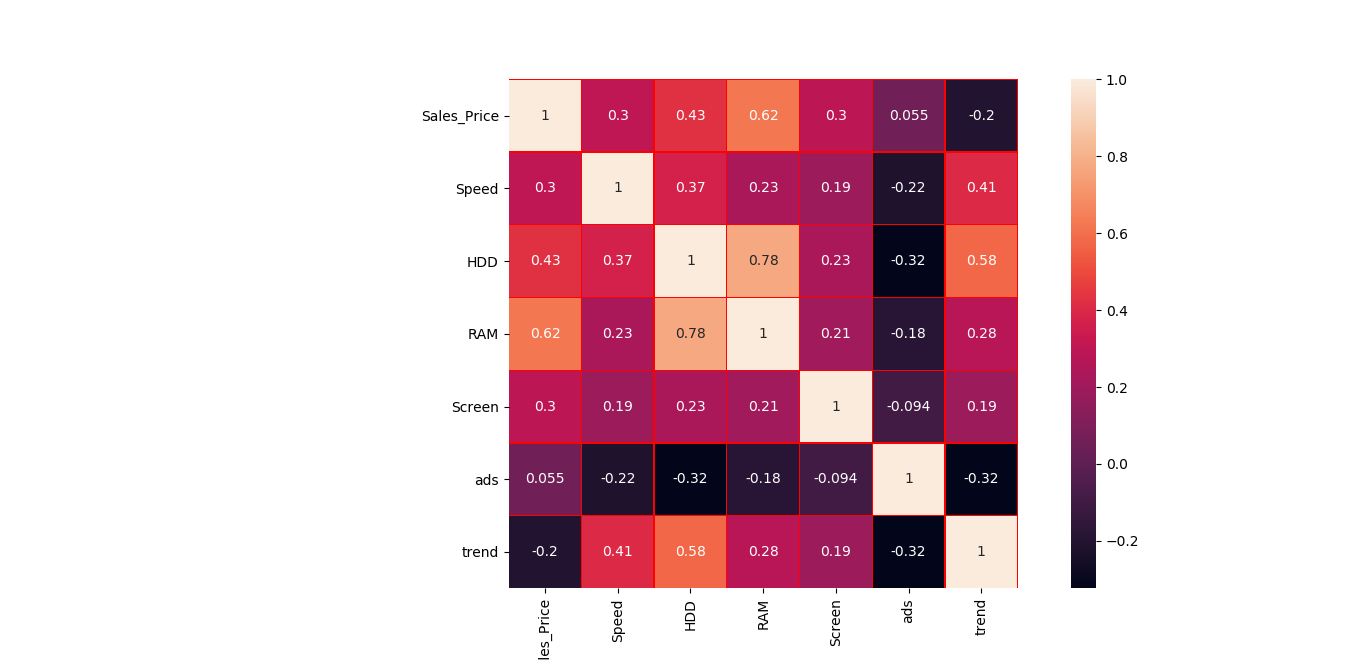 Sales_Price 1 0.3 0.43 0.62 0.3 0.055 -0.2
Speed 0.3 1 0.37 0.23 0.19 -0.22 0.41
HDD 0.43 0.37 1 0.78 0.23 -0.32 0.58
RAM 0.62 0.23 0.78 1 0.21 -0.18 0.28
Screen 0.3 0.19 0.23 0.21 1 -0.094 0.19
ads 0.055 -0.22 -0.32 -0.18 -0.094 1 -0.32
trend -0.2 0.41 0.58 0.28 0.19 -0.32 1
les_Price Speed HDD RAM Screen ads trend
1.0
0.8
0.6
0.4
0.2
0.0
−0.2